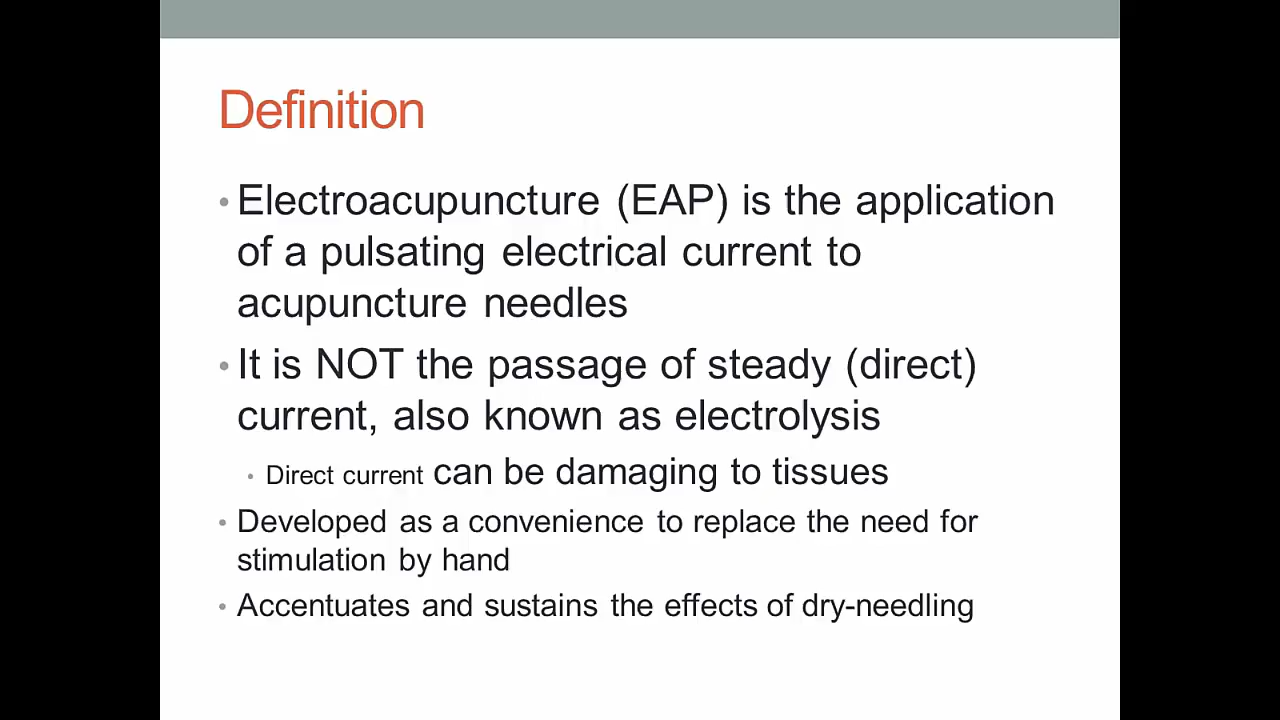 Definition
• Electroacupuncture (EAP) is the application
of a pulsating electrical current to
acupuncture needles
• It is NOT the passage of steady (direct)
current, also known as electrolysis
• Direct current can be damaging to tissues
• Developed as a convenience to replace the need for
stimulation by hand
• Accentuates and sustains the effects of dry-needling